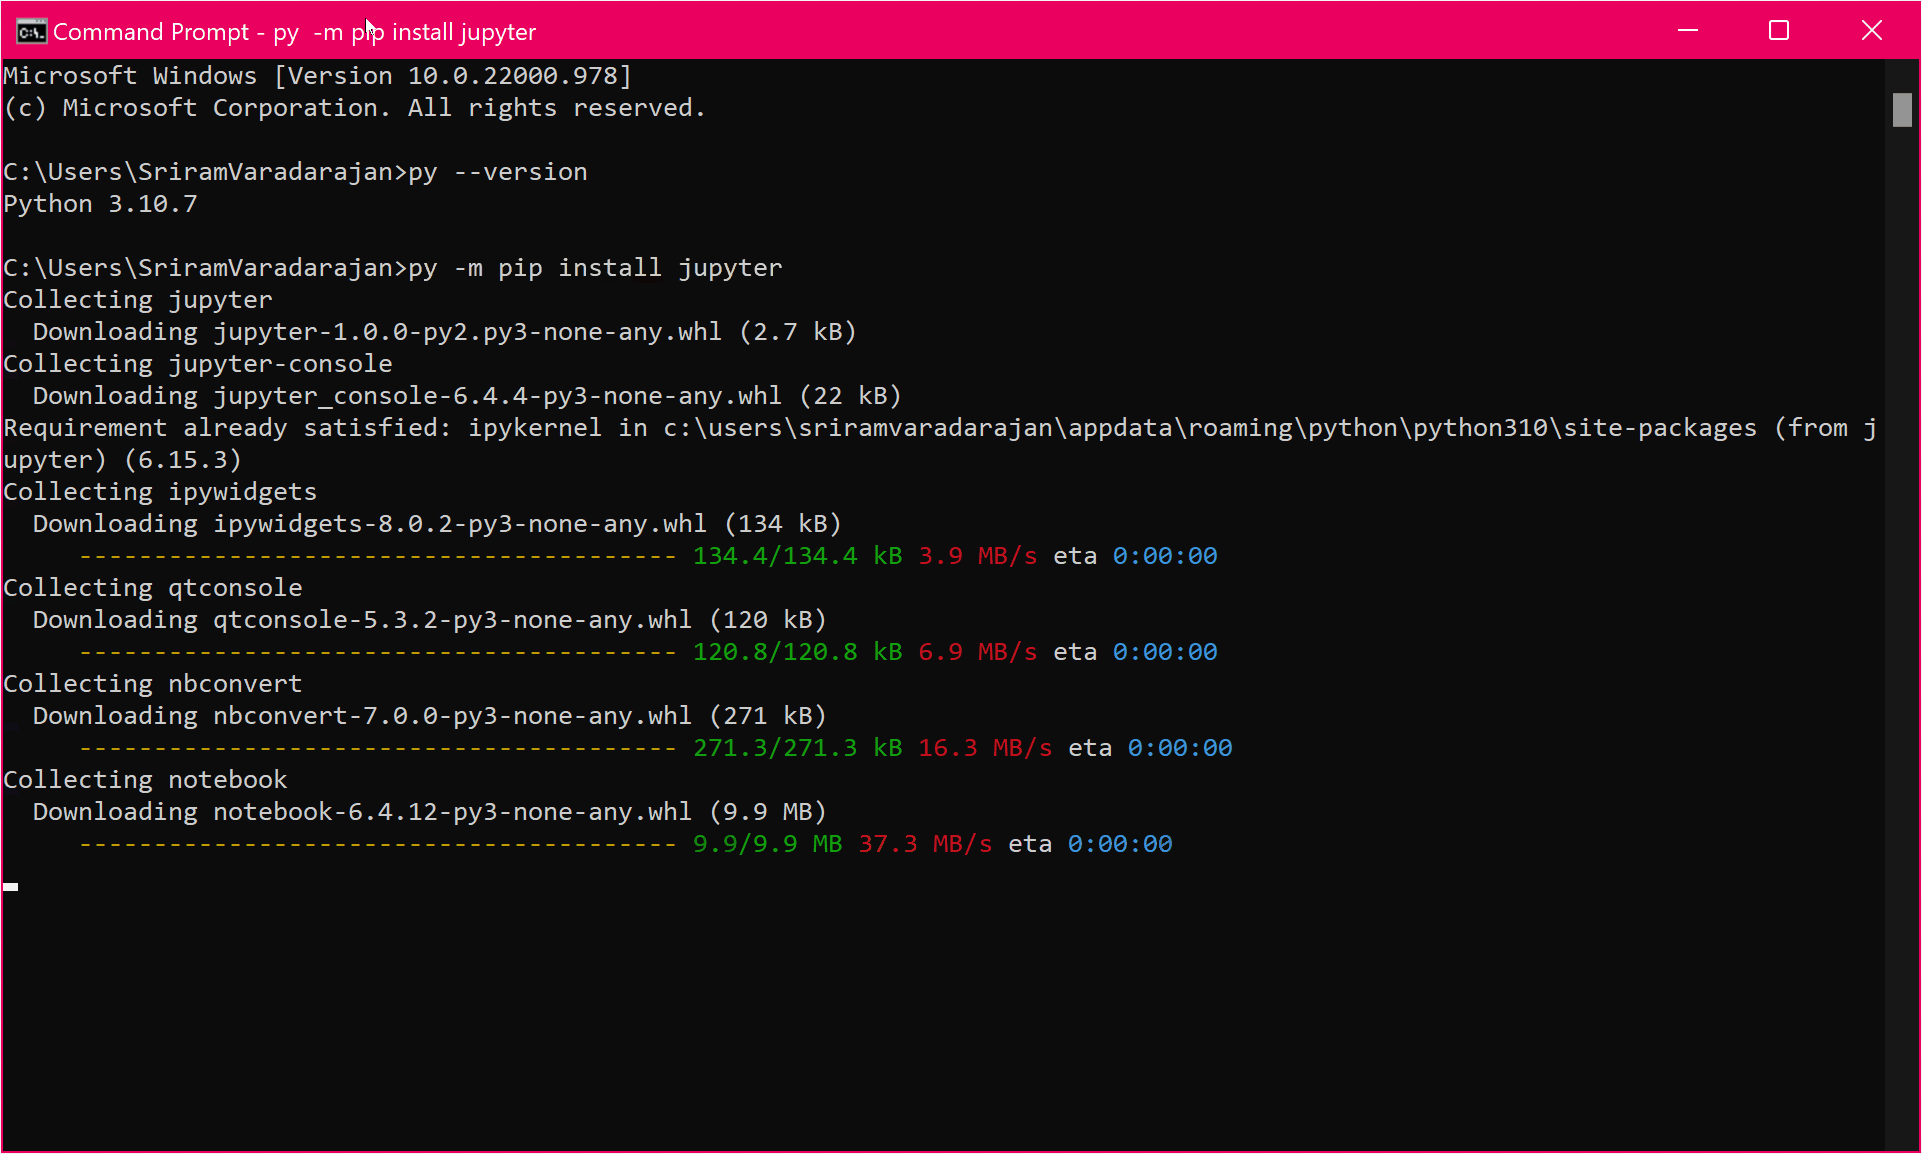 Command Prompt - py  -m pip install jupyter
Microsoft Windows [Version 10.0.22000.978]
(c) Microsoft Corporation. All rights reserved.
C:\Users\SriramVaradarajan>py --version
Python 3.10.7
C:\Users\SriramVaradarajan>py -m pip install jupyter
Collecting jupyter
  Downloading jupyter-1.0.0-py2.py3-none-any.whl (2.7 kB)
Collecting jupyter-console
  Downloading jupyter_console-6.4.4-py3-none-any.whl (22 kB)
Requirement already satisfied: ipykernel in c:\users\sriramvaradarajan\appdata\roaming\python\python310\site-packages (from j
upyter) (6.15.3)
Collecting ipywidgets
  Downloading ipywidgets-8.0.2-py3-none-any.whl (134 kB)
     ---------------------------------------- 134.4/134.4 kB 3.9 MB/s eta 0:00:00
Collecting qtconsole
  Downloading qtconsole-5.3.2-py3-none-any.whl (120 kB)
     ---------------------------------------- 120.8/120.8 kB 6.9 MB/s eta 0:00:00
Collecting nbconvert
  Downloading nbconvert-7.0.0-py3-none-any.whl (271 kB)
     ---------------------------------------- 271.3/271.3 kB 16.3 MB/s eta 0:00:00
Collecting notebook
  Downloading notebook-6.4.12-py3-none-any.whl (9.9 MB)
     ---------------------------------------- 9.9/9.9 MB 37.3 MB/s eta 0:00:00